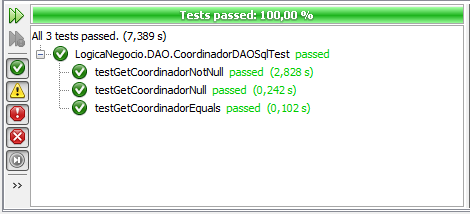 Tests passed: 100,00 %
All 3 tests passed. (7,389 s)
LogicaNegocio.DAO.CoordinadorDAOSqlTest passed
testGetCoordinadorNotNull passed (2,828 s)
testGetCoordinadorNull passed (0,242 s)
testGetCoordinadorEquals passed (0,102 s)
>>